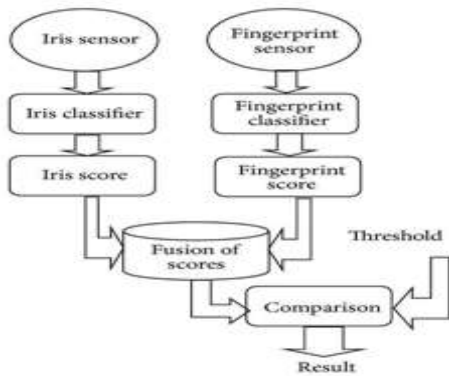 Iris sensor
Fingerprint
sensor
Iris classifier
Fingerprint
classifier
Iris score
Fingerprint
score
Fusion of
scores
Threshold
Comparison
Result